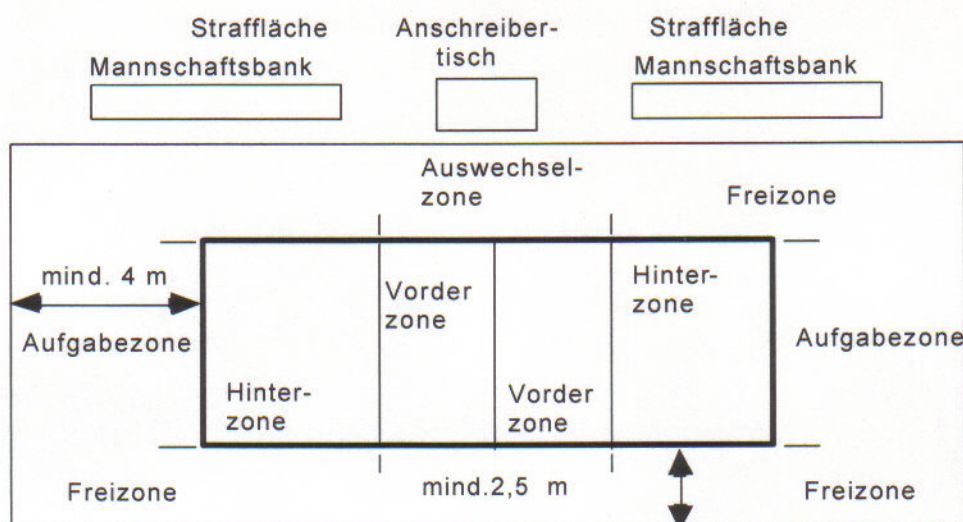 Straffläche
Anschreiber-
tisch
Straffläche
Mannschaftsbank
Mannschaftsbank
Auswechsel-
zone
Freizone
mind. 4 m
Vorder
zone
Hinter-
zone
Aufgabezone
Aufgabezone
Hinter-
zone
Vorder
zone
Freizone
mind.2,5 m
Freizone